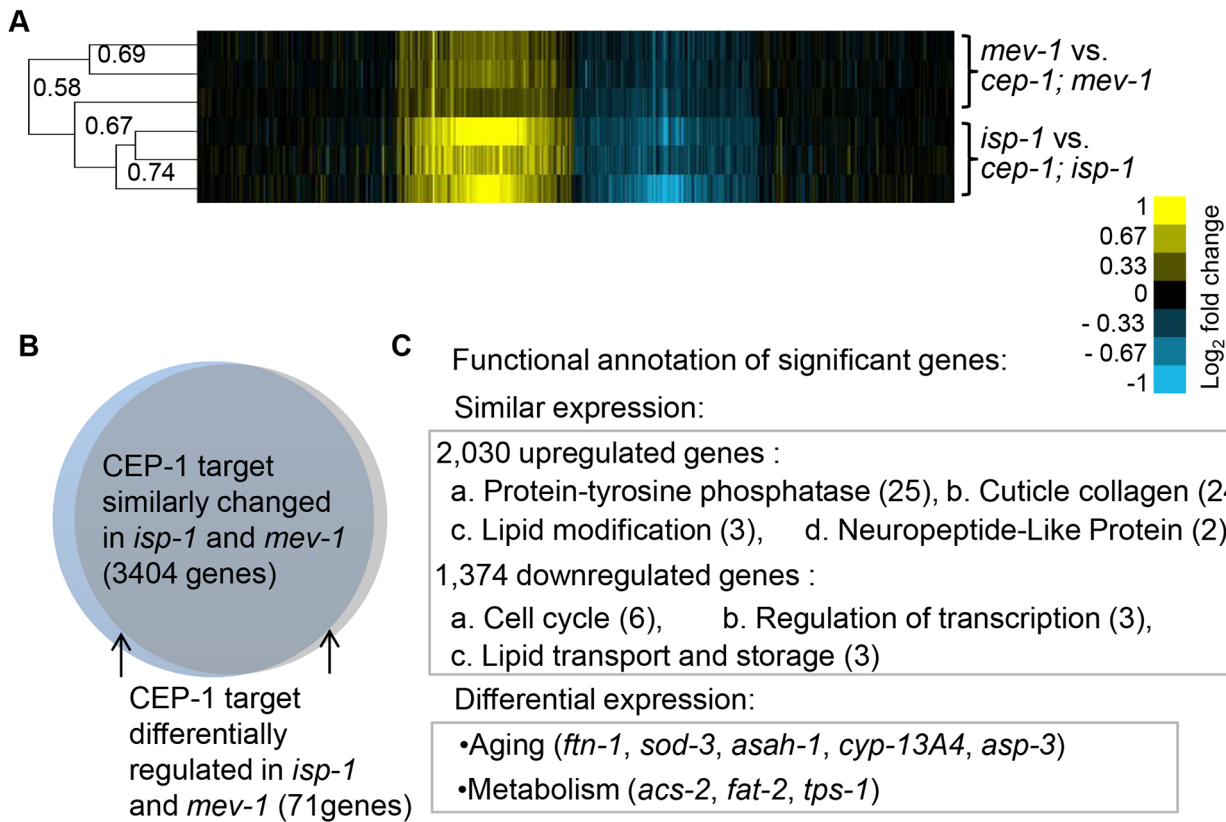 A
0.69
0.58
0.67
0.74
mev-1 vs.
cep-1; mev-1
isp-1 vs.
cep-1; isp-1
1
0.67
0.33
0
- 0.33
- 0.67
-1
Log2 fold change
B
CEP-1 target
similarly changed
in isp-1 and mev-1
(3404 genes)
CEP-1 target
differentially
regulated in isp-1
and mev-1 (71genes)
C
Functional annotation of significant genes:
Similar expression:
2,030 upregulated genes :
a. Protein-tyrosine phosphatase (25), b. Cuticle collagen
c. Lipid modification (3), d. Neuropeptide-Like Protein (2)
1,374 downregulated genes :
a. Cell cycle (6), b. Regulation of transcription (3),
c. Lipid transport and storage (3)
Differential expression:
•Aging (ftn-1, sod-3, asah-1, cyp-13A4, asp-3)
•Metabolism (acs-2, fat-2, tps-1)